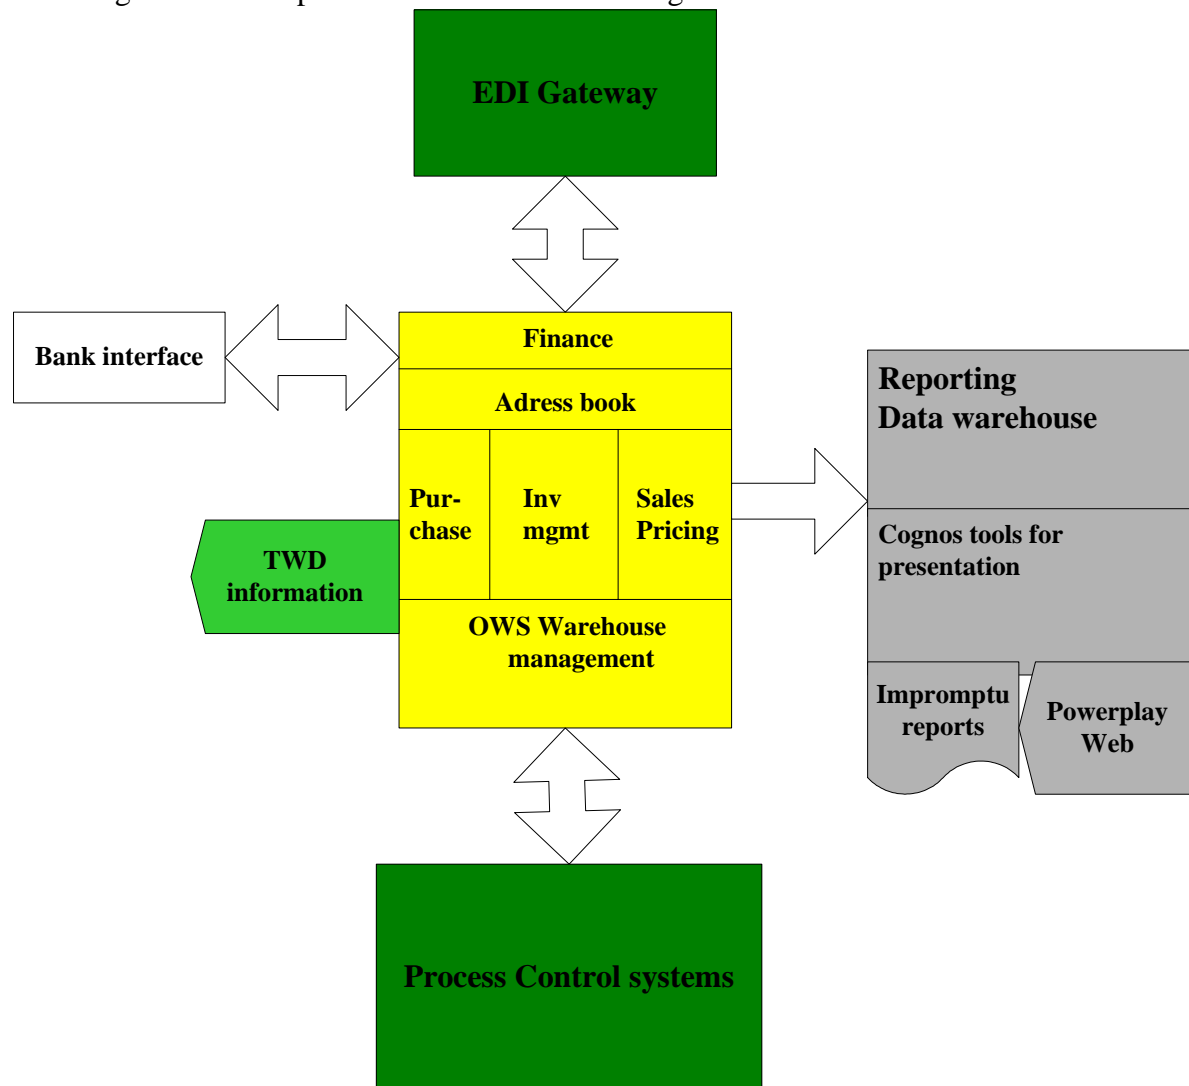 EDI Gateway
Bank interface
Finance
Adress book
Pur-
chase
Inv
mgmt
Sales
Pricing
TWD
information
OWS Warehouse
management
Reporting
Data warehouse
Cognos tools for
presentation
Impromptu
reports
Powerplay
Web
Process Control systems